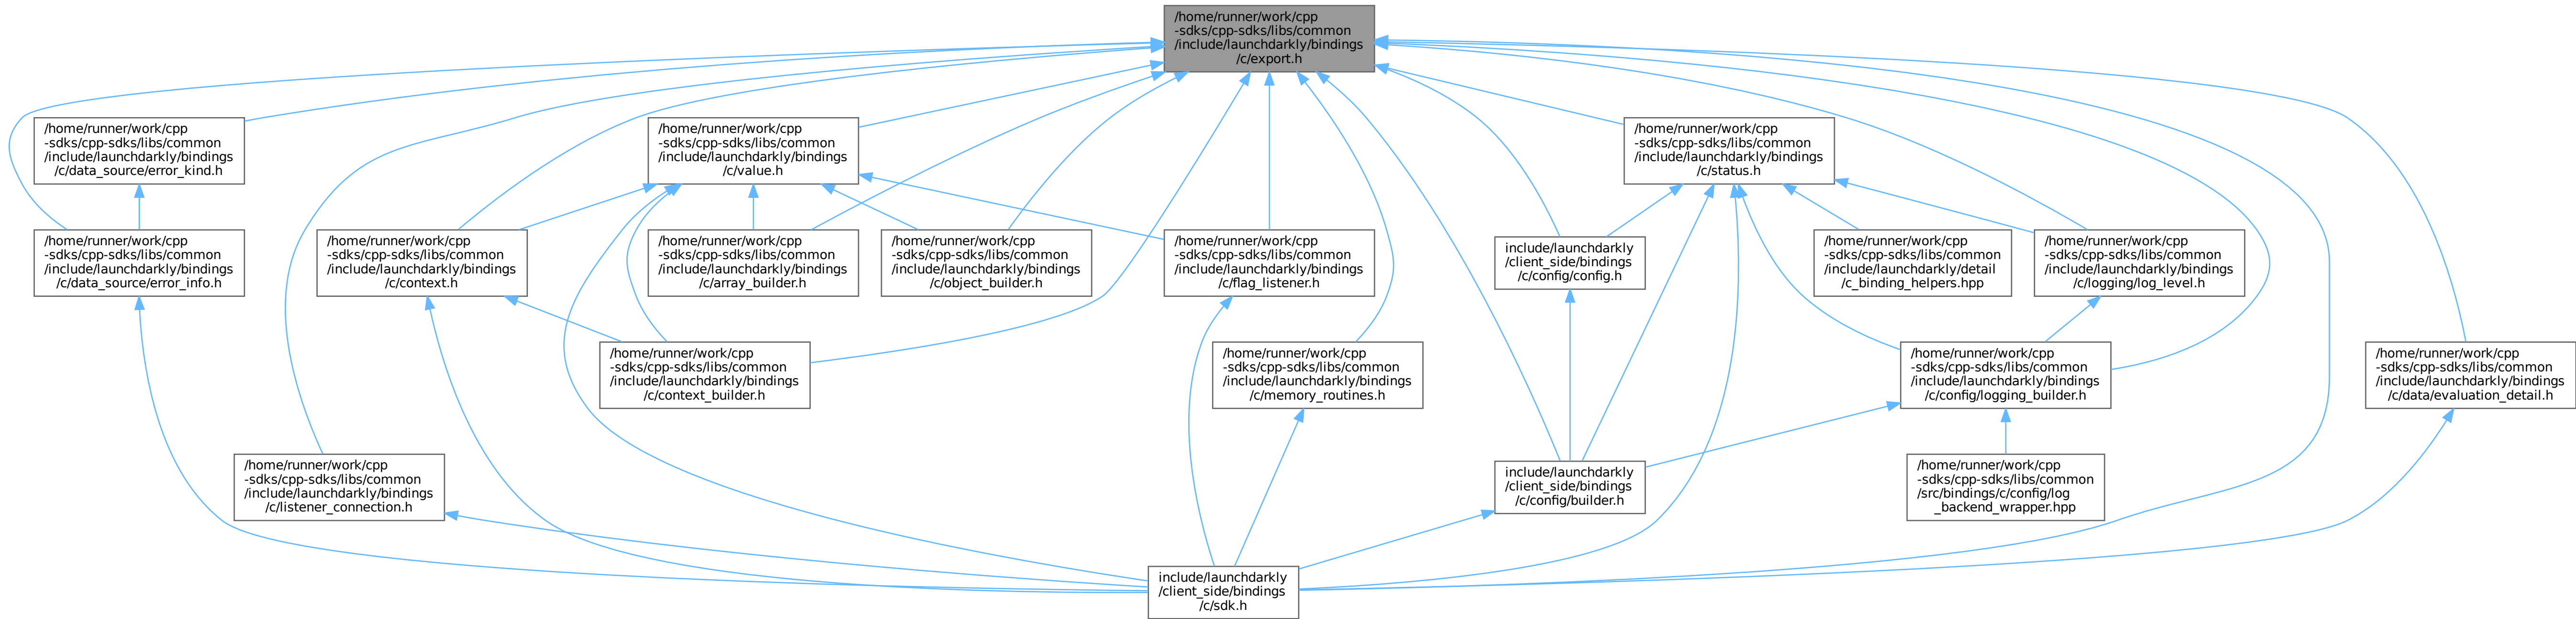 /home/runner/work/cpp
-sdks/cpp-sdks/libs/common
/include/launchdarkly/bindings
/c/export.h
/home/runner/work/cpp
-sdks/cpp-sdks/libs/common
/include/launchdarkly/bindings
/c/data_source/error_kind.h
/home/runner/work/cpp
-sdks/cpp-sdks/libs/common
/include/launchdarkly/bindings
/c/value.h
/home/runner/work/cpp
-sdks/cpp-sdks/libs/common
/include/launchdarkly/bindings
/c/status.h
/home/runner/work/cpp
-sdks/cpp-sdks/libs/common
/include/launchdarkly/bindings
/c/data_source/error_info.h
/home/runner/work/cpp
-sdks/cpp-sdks/libs/common
/include/launchdarkly/bindings
/c/context.h
/home/runner/work/cpp
-sdks/cpp-sdks/libs/common
/include/launchdarkly/bindings
/c/array_builder.h
/home/runner/work/cpp
-sdks/cpp-sdks/libs/common
/include/launchdarkly/bindings
/c/object_builder.h
/home/runner/work/cpp
-sdks/cpp-sdks/libs/common
/include/launchdarkly/bindings
/c/flag_listener.h
include/launchdarkly
/client_side/bindings
/c/config/config.h
/home/runner/work/cpp
-sdks/cpp-sdks/libs/common
/include/launchdarkly/detail
/c_binding_helpers.hpp
/home/runner/work/cpp
-sdks/cpp-sdks/libs/common
/include/launchdarkly/bindings
/c/logging/log_level.h
/home/runner/work/cpp
-sdks/cpp-sdks/libs/common
/include/launchdarkly/bindings
/c/context_builder.h
/home/runner/work/cpp
-sdks/cpp-sdks/libs/common
/include/launchdarkly/bindings
/c/memory_routines.h
/home/runner/work/cpp
-sdks/cpp-sdks/libs/common
/include/launchdarkly/bindings
/c/config/logging_builder.h
/home/runner/work/cpp
-sdks/cpp-sdks/libs/common
/include/launchdarkly/bindings
/c/data/evaluation_detail.h
/home/runner/work/cpp
-sdks/cpp-sdks/libs/common
/include/launchdarkly/bindings
/c/listener_connection.h
include/launchdarkly
/client_side/bindings
/c/config/builder.h
/home/runner/work/cpp
-sdks/cpp-sdks/libs/common
/src/bindings/c/config/log
_backend_wrapper.hpp
include/launchdarkly
/client_side/bindings
/c/sdk.h